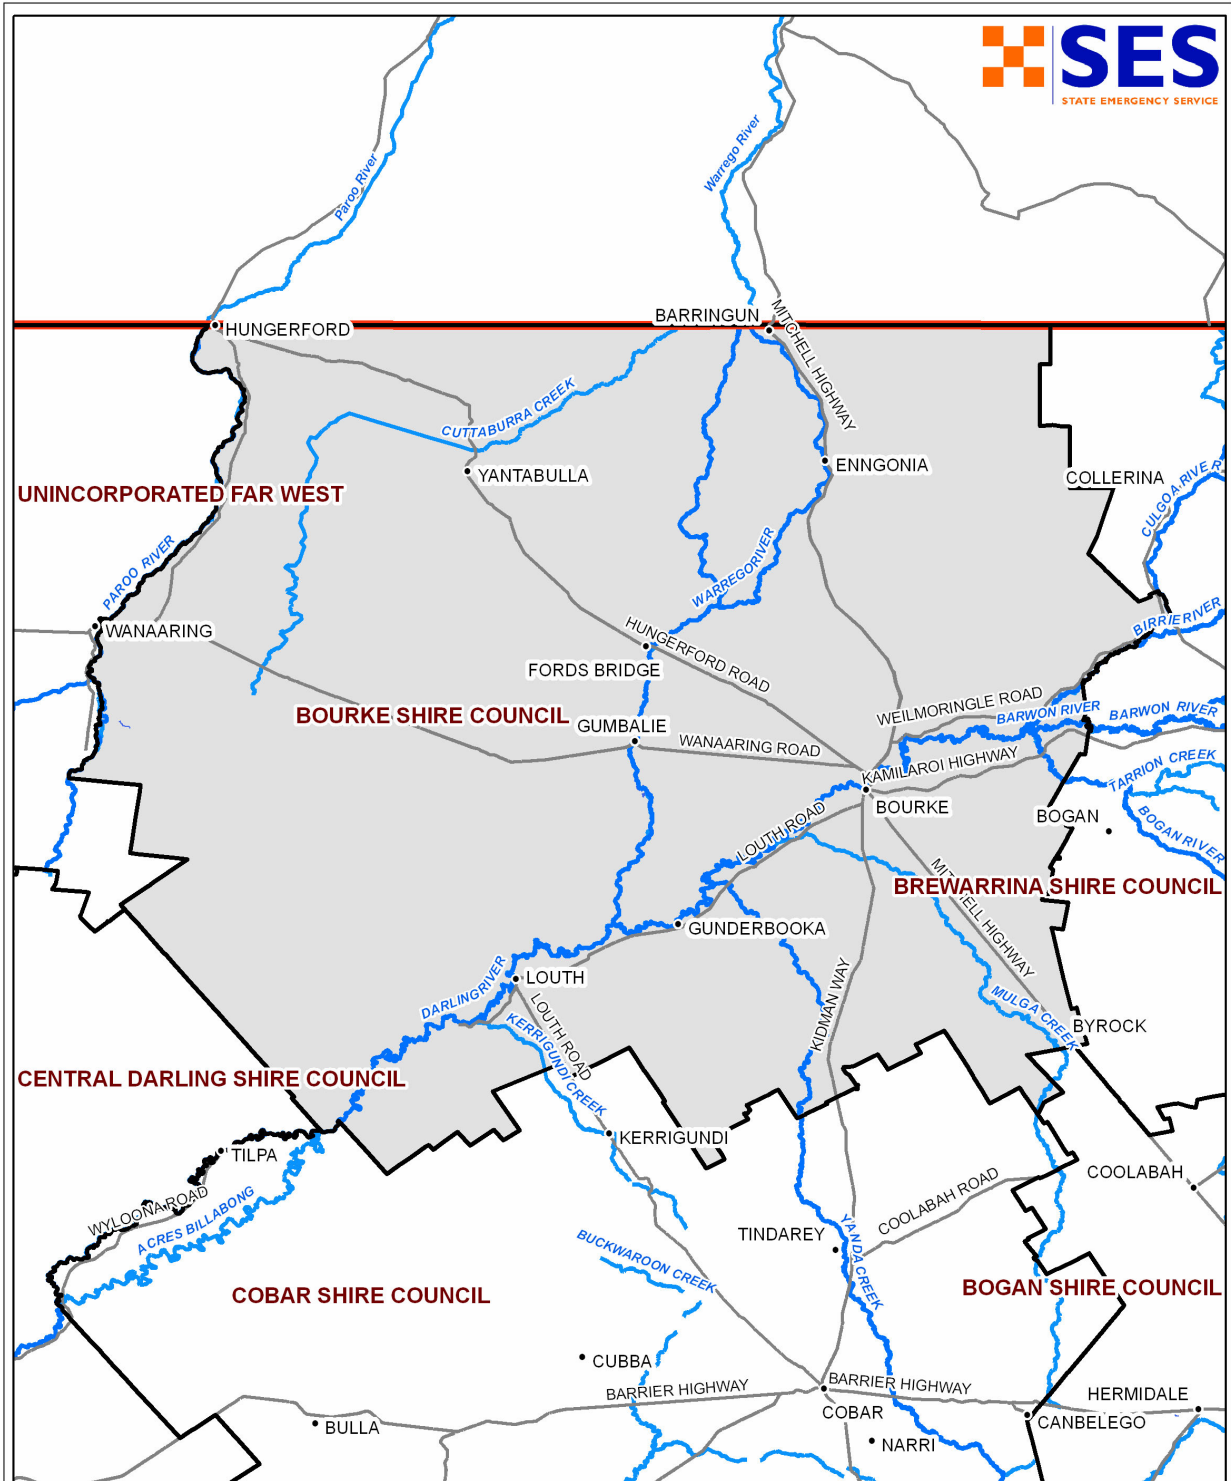 SES
STATE EMERGENCY SERVICE
Paroo River
Warrego River
HUNGERFORD
BARRINGUN
MITCHELL HIGHWAY
CUTTABURRA CREEK
YANTABULLA
ENNGONIA
COLLERINA
CULGOA RIVER
UNINCORPORATED FAR WEST
PAROO RIVER
WARREGO RIVER
WANAARING
HUNGERFORD ROAD
BIRRIE RIVER
FORDS BRIDGE
BOURKE SHIRE COUNCIL
GUMBALIE
WANAARING ROAD
WEILMORINGLE ROAD
BARWON RIVER
BARWON RIVER
KAMILAROI HIGHWAY
TARRION CREEK
BOURKE
BOGAN
BOGAN RIVER
LOUTH ROAD
MITCHELL HIGHWAY
BREWARRINA SHIRE COUNCIL
GUNDERBOOKA
LOUTH
DARLING RIVER
KERRIGUNDI CREEK
LOUTH ROAD
KIDMAN WAY
MULGA CREEK
BYROCK
CENTRAL DARLING SHIRE COUNCIL
KERRIGUNDI
TILPA
COOLABAH
WYLOONA ROAD
ACRES BILLABONG
COOLABAH ROAD
TINDAREY
YANDA CREEK
BUCKWAROON CREEK
COBAR SHIRE COUNCIL
BOGAN SHIRE COUNCIL
CUBBA
BARRIER HIGHWAY
BARRIER HIGHWAY
HERMIDALE
COBAR
CANBELEGO
BULLA
NARRI